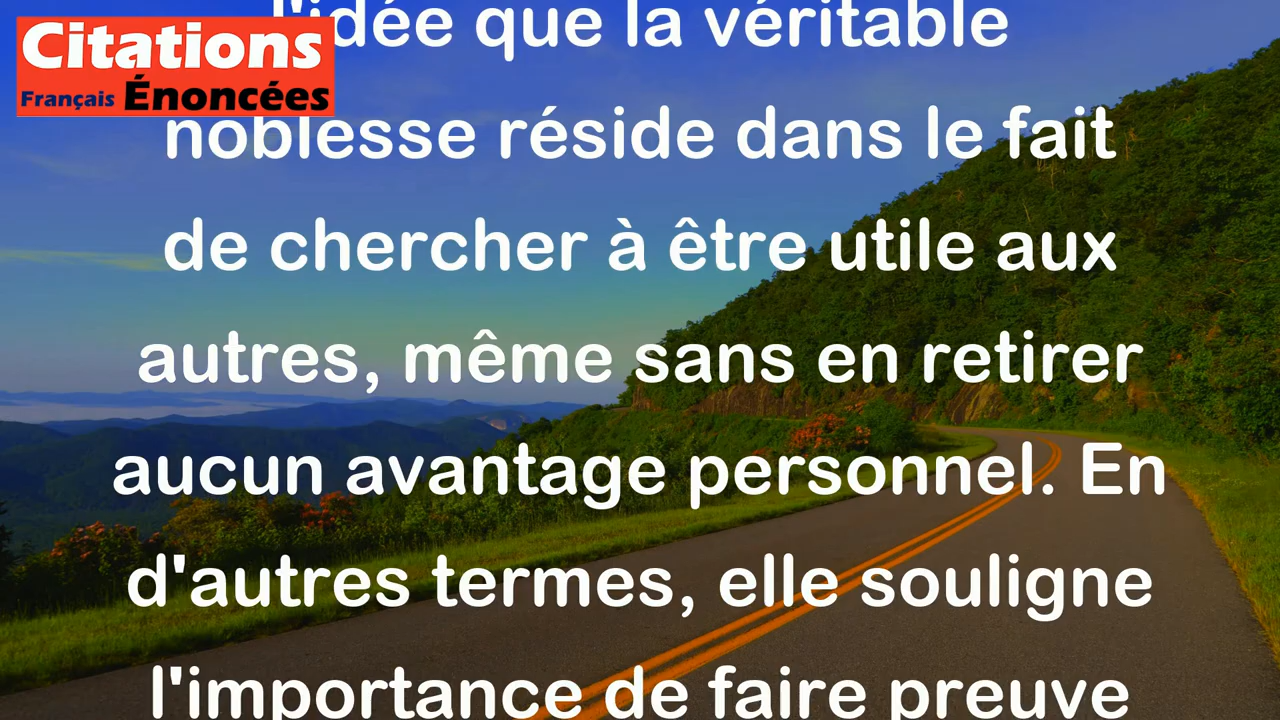 Citations
Français Énoncées
l'idée que la véritable
noblesse réside dans le fait
de chercher à être utile aux
autres, même sans en retirer
aucun avantage personnel. En
d'autres termes, elle souligne
l'importance de faire preuve